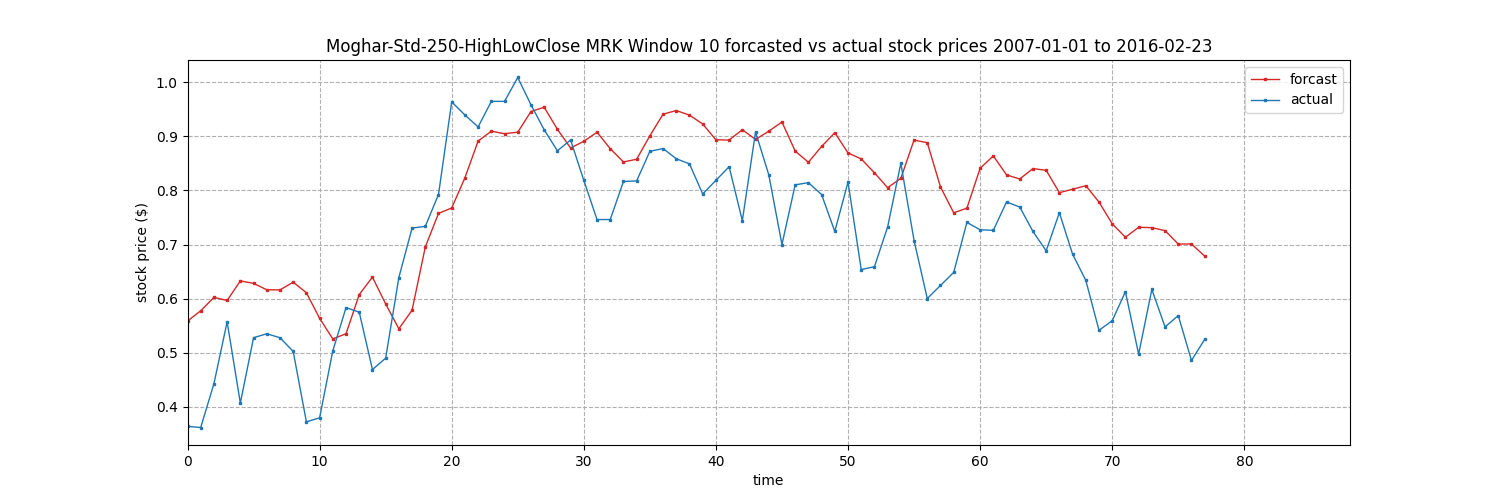 Moghar-Std-250-HighLowClose MRK Window 10 forcasted vs actual stock prices 2007-01-01 to 2016-02-23
forcast
actual
stock price ($)
1.0
0.9
0.8
0.7
0.6
0.5
0.4
0 10 20 30 40 50 60 70 80
time